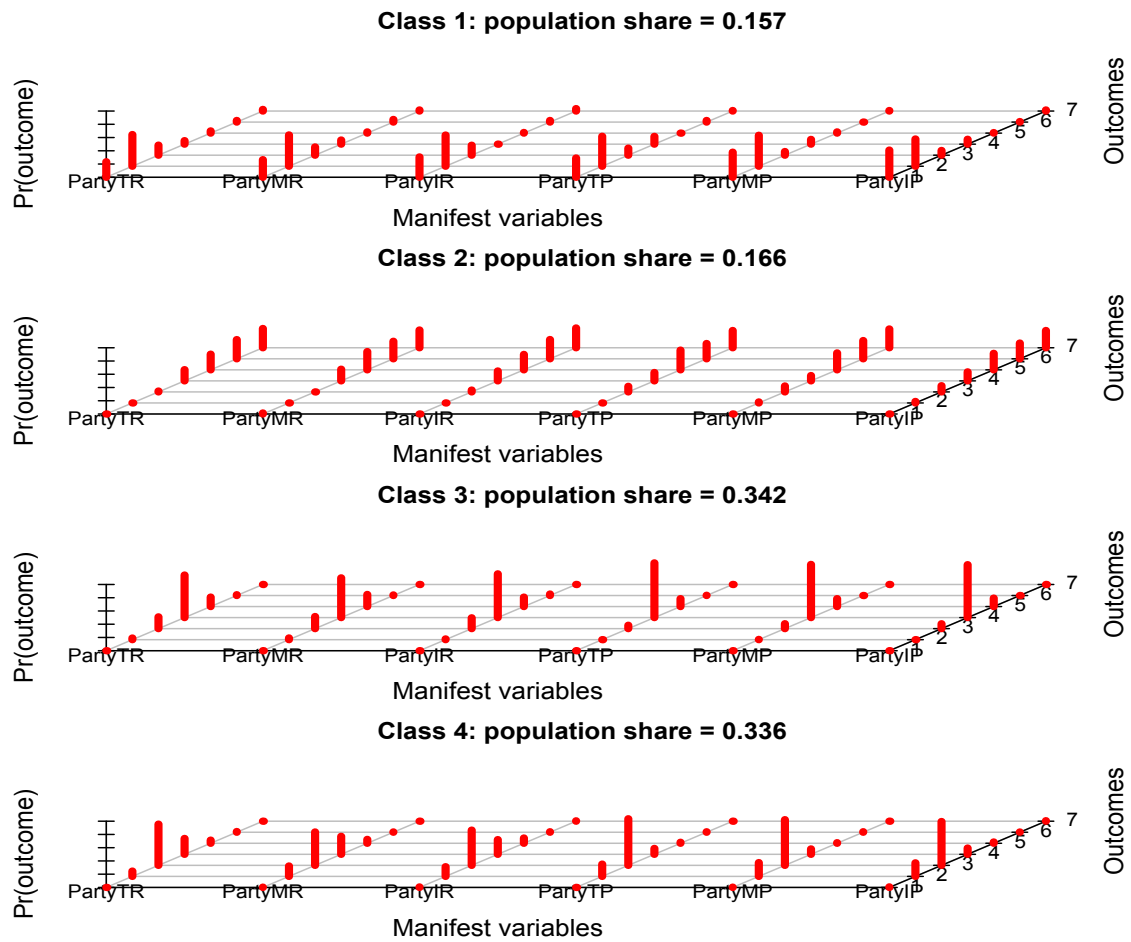 Class 1: population share = 0.157
Pr(outcome)
Outcomes
1 2 3 4 5 6 7
PartyTR PartyMR PartyIR PartyTP PartyMP PartyIP
Manifest variables
Class 2: population share = 0.166
Pr(outcome)
Outcomes
1 2 3 4 5 6 7
PartyTR PartyMR PartyIR PartyTP PartyMP PartyIP
Manifest variables
Class 3: population share = 0.342
Pr(outcome)
Outcomes
1 2 3 4 5 6 7
PartyTR PartyMR PartyIR PartyTP PartyMP PartyIP
Manifest variables
Class 4: population share = 0.336
Pr(outcome)
Outcomes
1 2 3 4 5 6 7
PartyTR PartyMR PartyIR PartyTP PartyMP PartyIP
Manifest variables